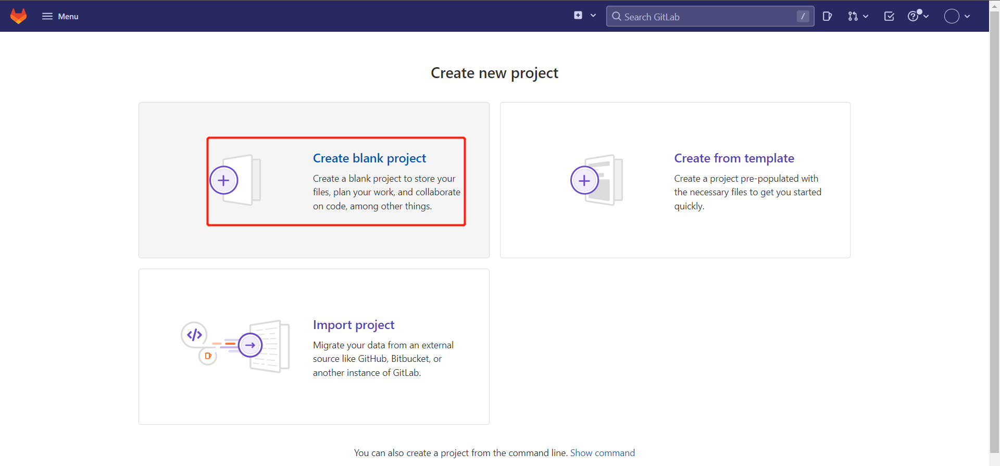 Menu
Search GitLab /
Create new project
Create blank project
Create a blank project to store your
files, plan your work, and collaborate
on code, among other things.
Create from template
Create a project pre-populated with
the necessary files to get you started
quickly.
Import project
Migrate your data from an external
source like GitHub, Bitbucket, or
another instance of GitLab.
You can also create a project from the command line. Show command